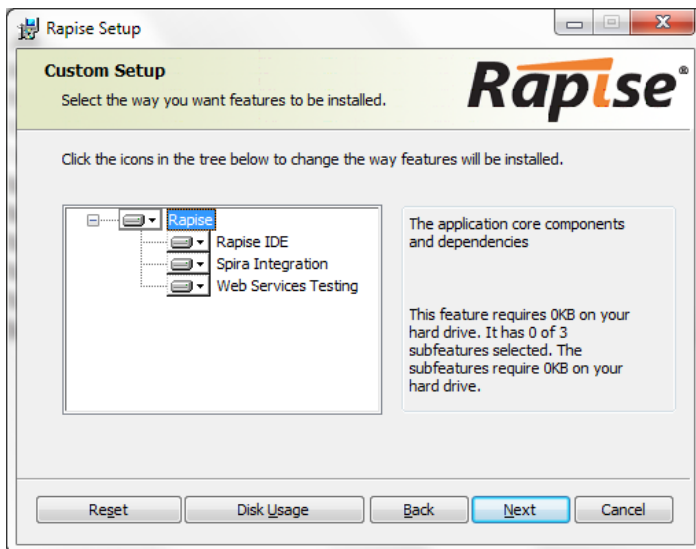 Rapise Setup
Custom Setup
Select the way you want features to be installed.
Rapise®
Click the icons in the tree below to change the way features will be installed.
Rapise
Rapise IDE
Spira Integration
Web Services Testing
The application core components
and dependencies
This feature requires 0KB on your
hard drive. It has 0 of 3
subfeatures selected. The
subfeatures require 0KB on your
hard drive.
Reset
Disk Usage
Back
Next
Cancel